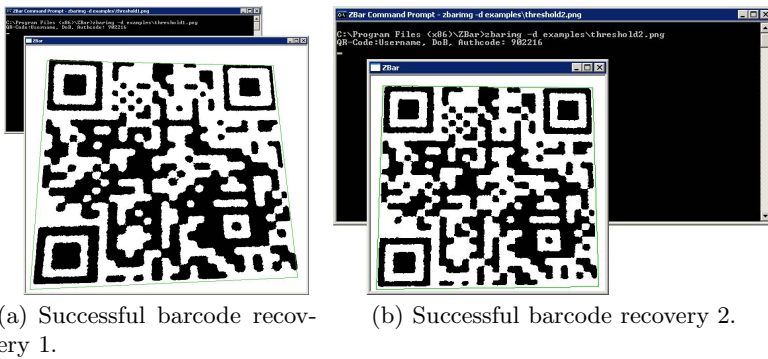 ZBar Command Prompt - zbarimg -d examples\threshold1.png
C:\Program Files (x86)\ZBar>zbarimg -d examples\threshold1.png
QR-Code:Username, DoB, Authcode: 902216
ZBar
ZBar Command Prompt - zbarimg -d examples\threshold2.png
C:\Program Files (x86)\ZBar>zbarimg -d examples\threshold2.png
QR-Code:Username, DoB, Authcode: 902216
ZBar
(a) Successful barcode recov-
ery 1.
(b) Successful barcode recovery 2.